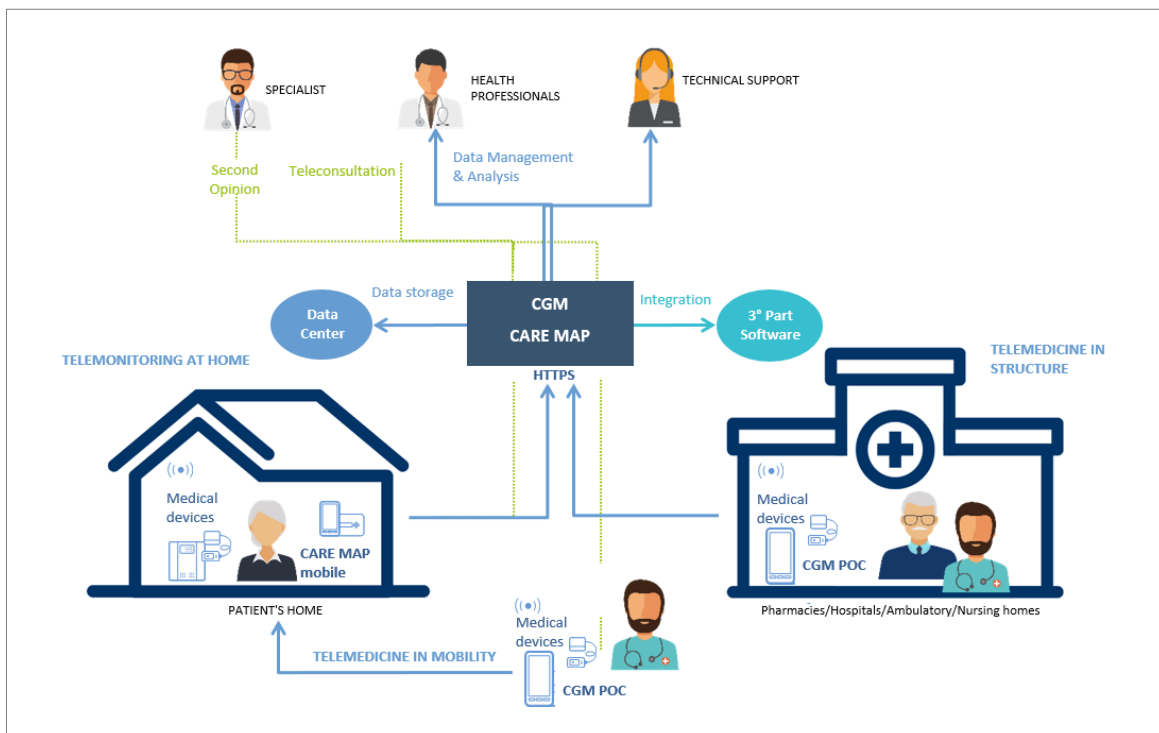 SPECIALIST
HEALTH
PROFESSIONALS
TECHNICAL SUPPORT
Second
Opinion
Teleconsultation
Data Management
& Analysis
Data storage
Data
Center
CGM
CARE MAP
HTTPS
Integration
3° Part
Software
TELEMONITORING AT HOME
TELEMEDICINE IN
STRUCTURE
Medical
devices
CARE MAP
mobile
PATIENT'S HOME
Medical
devices
CGM POC
Pharmacies/Hospitals/Ambulatory/Nursing homes
TELEMEDICINE IN MOBILITY
Medical
devices
CGM POC